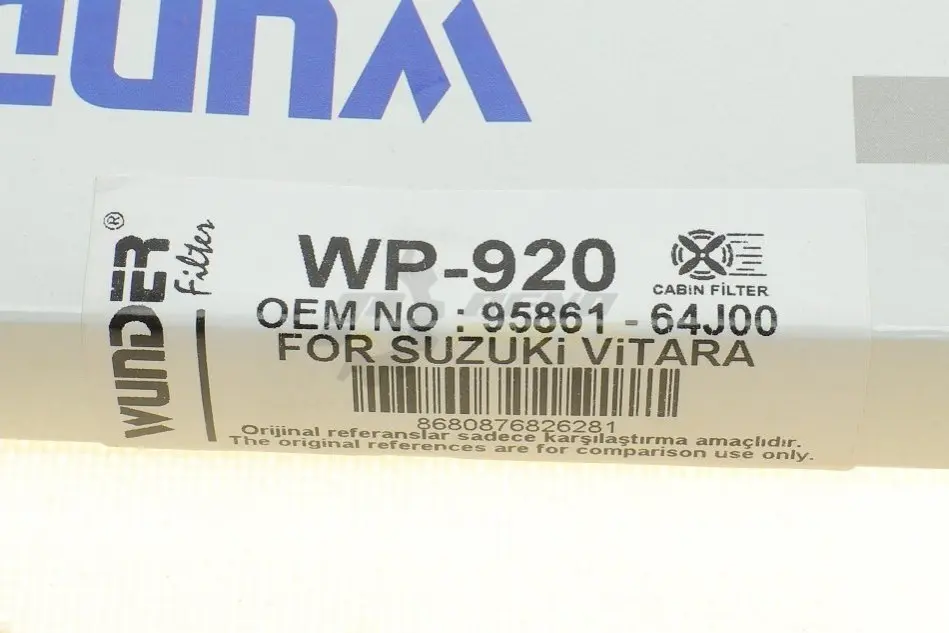 WUNDER®
Filter
WP-920
CABiN FiLTER
OEM NO : 95861 - 64J00
FOR SUZUKi ViTARA
8680876826281
Orijinal referanslar sadece karşılaştırma amaçlıdır.
The original references are for comparison use only.